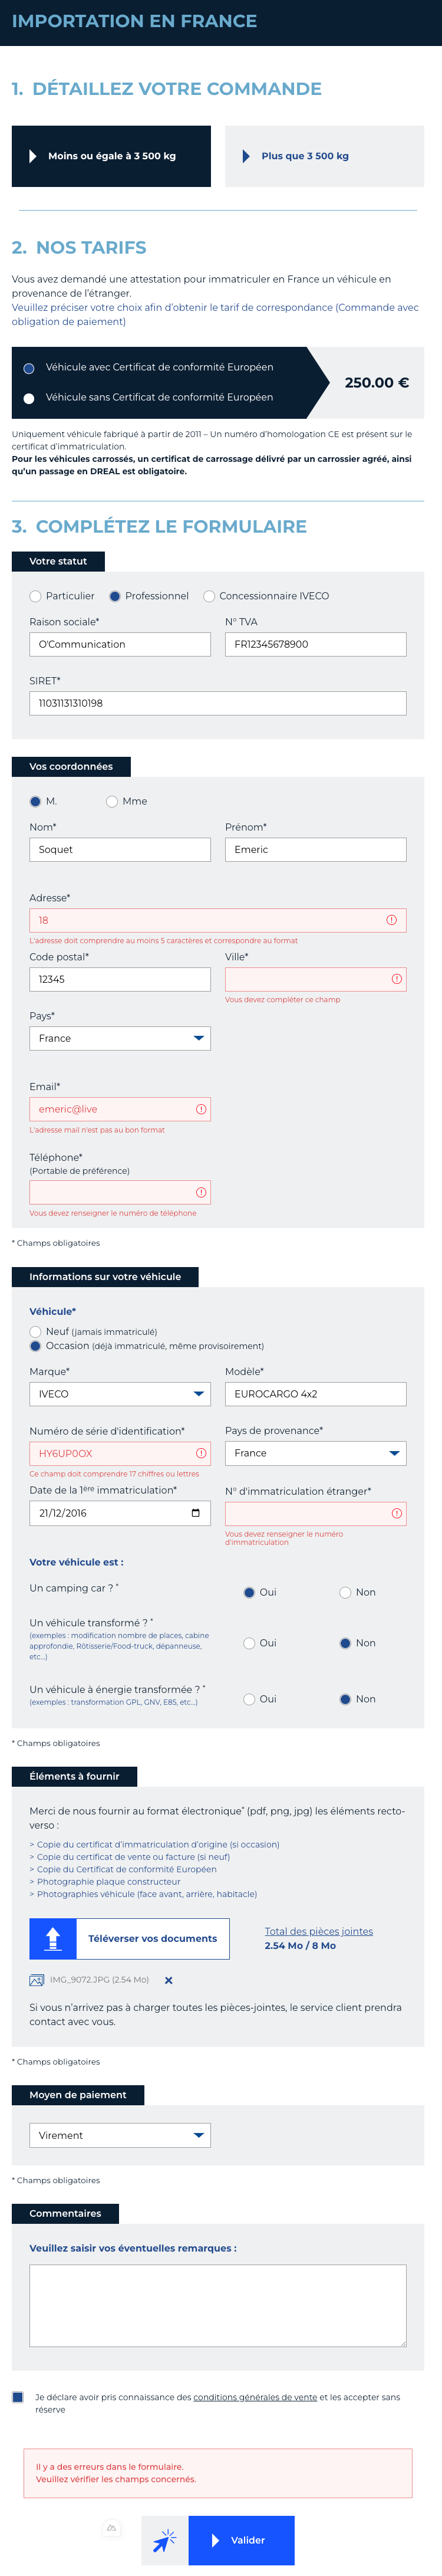 IMPORTATION EN FRANCE
1. DÉTAILLEZ VOTRE COMMANDE
Moins ou égale à 3 500 kg
Plus que 3 500 kg
2. NOS TARIFS
Vous avez demandé une attestation pour immatriculer en France un véhicule en
provenance de l'étranger.
Veuillez préciser votre choix afin d'obtenir le tarif de correspondance (Commande avec
obligation de paiement)
Véhicule avec Certificat de conformité Européen
Véhicule sans Certificat de conformité Européen
250.00 €
Uniquement véhicule fabriqué à partir de 2011 – Un numéro d'homologation CE est présent sur le
certificat d'immatriculation.
Pour les véhicules carrossés, un certificat de carrossage délivré par un carrossier agréé, ainsi
qu'un passage en DREAL est obligatoire.
3. COMPLÉTEZ LE FORMULAIRE
Votre statut
Particulier
Professionnel
Concessionnaire IVECO
Raison sociale*
N° TVA
O'Communication
FR12345678900
SIRET*
11031131310198
Vos coordonnées
M.
Mme
Nom*
Prénom*
Soquet
Emeric
Adresse*
18
L'adresse doit comprendre au moins 5 caractères et correspondre au format
Code postal*
Ville*
12345
Vous devez compléter ce champ
Pays*
France
Email*
emeric@live
L'adresse mail n'est pas au bon format
Téléphone*
(Portable de préférence)
Vous devez renseigner le numéro de téléphone
* Champs obligatoires
Informations sur votre véhicule
Véhicule*
Neuf (jamais immatriculé)
Occasion (déjà immatriculé, même provisoirement)
Marque*
Modèle*
IVECO
EUROCARGO 4x2
Numéro de série d'identification*
Pays de provenance*
HY6UP0OX
France
Ce champ doit comprendre 17 chiffres ou lettres
Date de la 1ère immatriculation*
N° d'immatriculation étranger*
21/12/2016
Vous devez renseigner le numéro
d'immatriculation
Votre véhicule est :
Un camping car ? *
Oui
Non
Un véhicule transformé ? *
(exemples : modification nombre de places, cabine
approfondie, Rôtisserie/Food-truck, dépanneuse,
etc...)
Oui
Non
Un véhicule à énergie transformée ? *
(exemples : transformation GPL, GNV, E85, etc...)
Oui
Non
* Champs obligatoires
Éléments à fournir
Merci de nous fournir au format électronique* (pdf, png, jpg) les éléments recto-
verso :
> Copie du certificat d'immatriculation d'origine (si occasion)
> Copie du certificat de vente ou facture (si neuf)
> Copie du Certificat de conformité Européen
> Photographie plaque constructeur
> Photographies véhicule (face avant, arrière, habitacle)
Téléverser vos documents
Total des pièces jointes
2.54 Mo / 8 Mo
IMG_9072.JPG (2.54 Mo)
Si vous n'arrivez pas à charger toutes les pièces-jointes, le service client prendra
contact avec vous.
* Champs obligatoires
Moyen de paiement
Virement
* Champs obligatoires
Commentaires
Veuillez saisir vos éventuelles remarques :
Je déclare avoir pris connaissance des conditions générales de vente et les accepter sans
réserve
Il y a des erreurs dans le formulaire.
Veuillez vérifier les champs concernés.
Valider